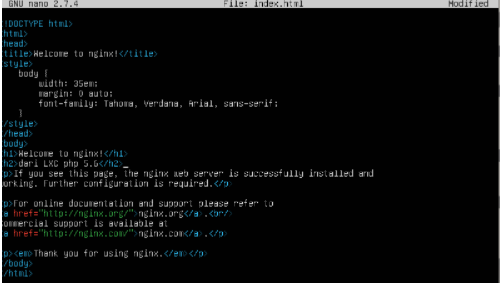 GNU nano 2.7.4 File: index.html Modified
!DOCTYPE html>
html>
head>
title>Welcome to nginx!</title>
style>
body {
width: 35em;
margin: 0 auto;
font-family: Tahoma, Verdana, Arial, sans-serif;
}
/style>
/head>
body>
h1>Welcome to nginx!</h1>
h2>dari LXC php 5.6</h2>_
p>If you see this page, the nginx web server is successfully installed and
orking. Further configuration is required.</p>
p>For online documentation and support please refer to
a href="http://nginx.org/">nginx.org</a>.<br/>
ommercial support is available at
a href="http://nginx.com/">nginx.com</a>.</p>
p><em>Thank you for using nginx.</em></p>
/body>
/html>